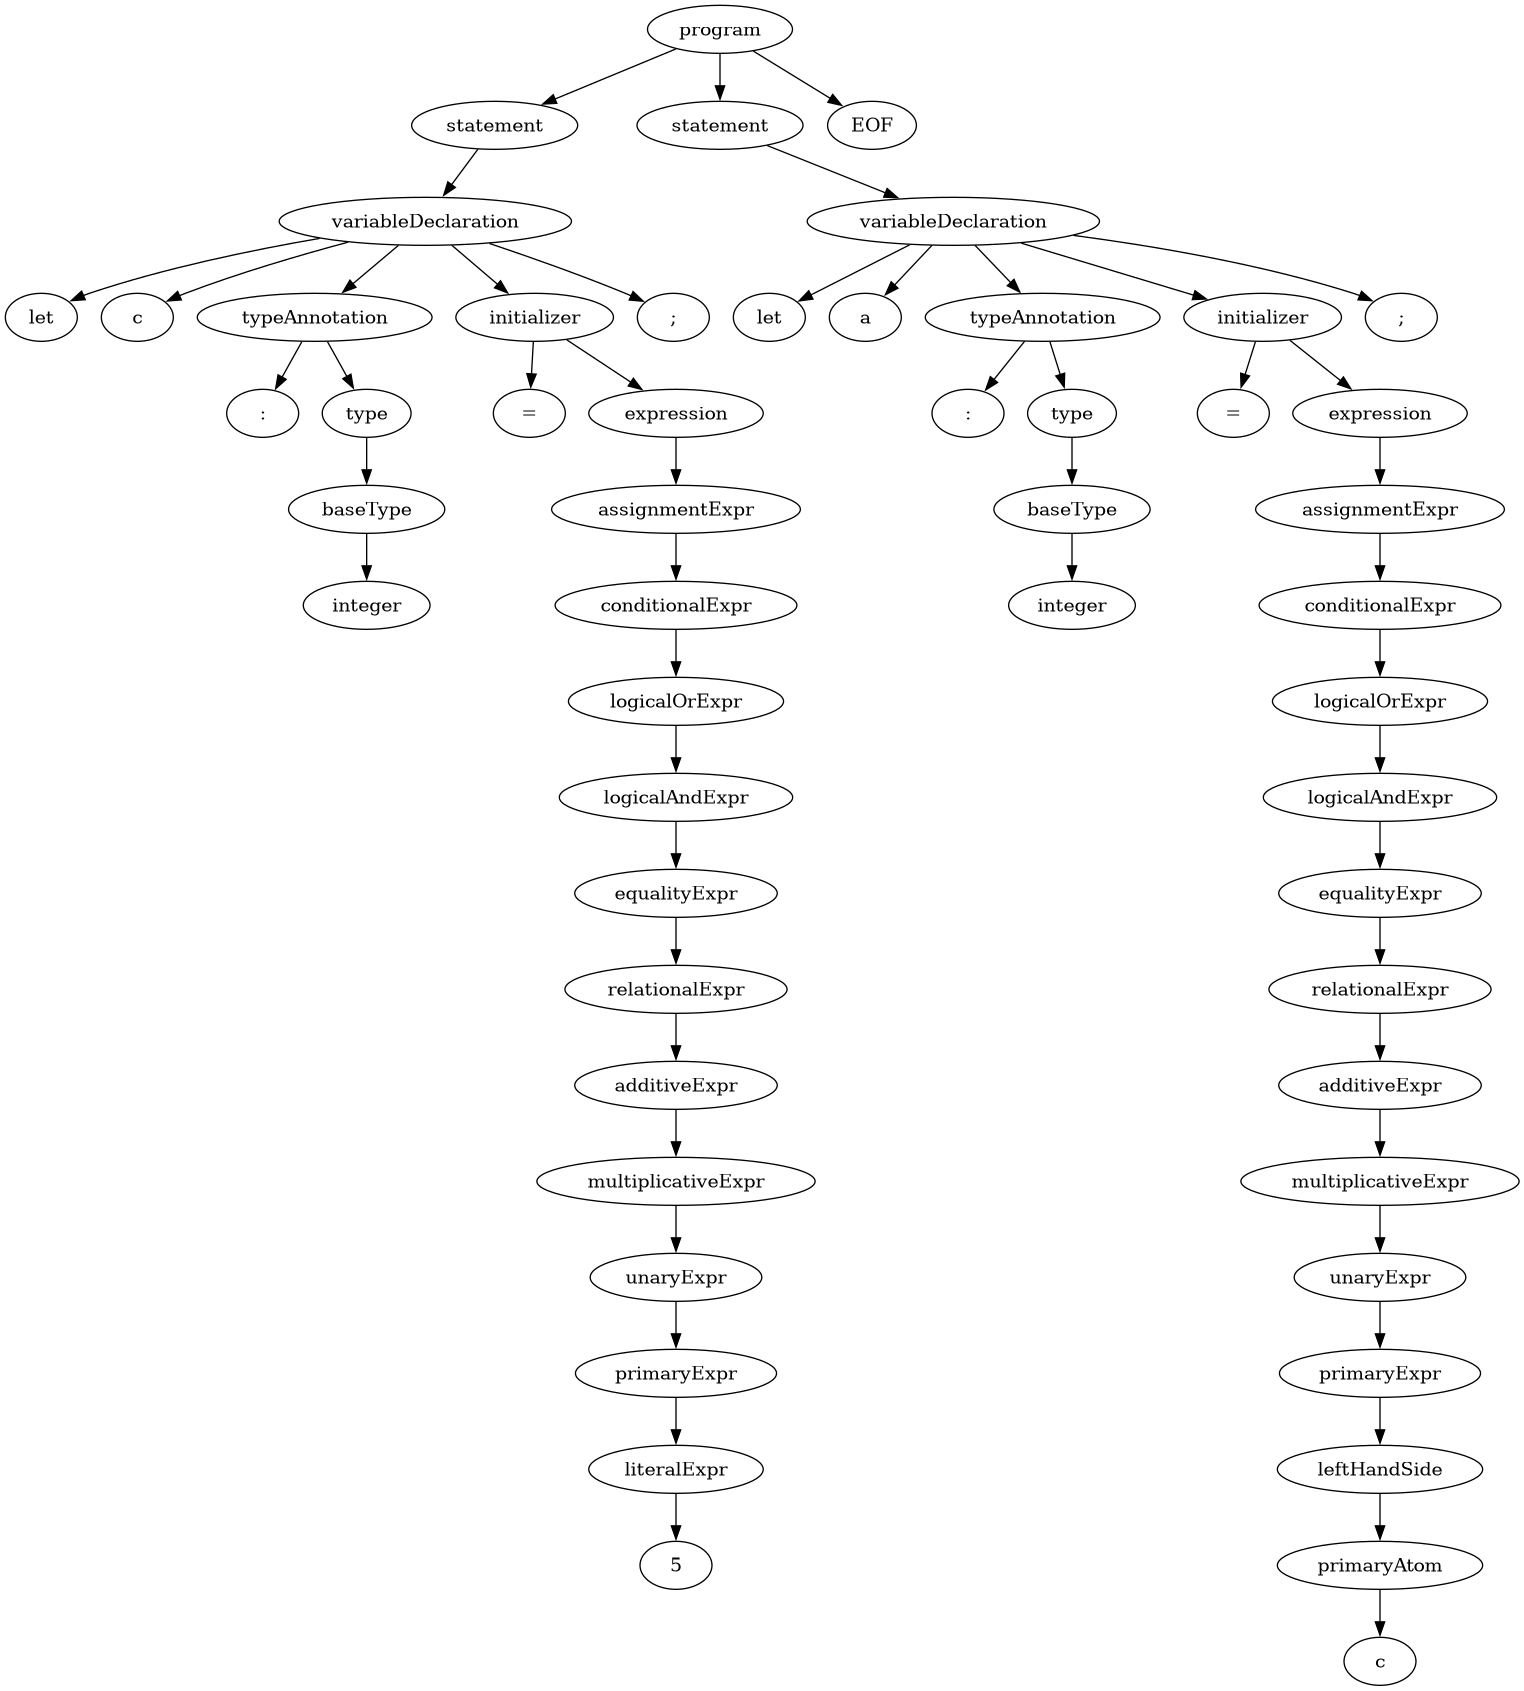 program
statement statement EOF
variableDeclaration variableDeclaration
let c typeAnnotation initializer ; let a typeAnnotation initializer ;
: type = expression : type = expression
baseType assignmentExpr baseType assignmentExpr
integer conditionalExpr integer conditionalExpr
logicalOrExpr logicalOrExpr
logicalAndExpr logicalAndExpr
equalityExpr equalityExpr
relationalExpr relationalExpr
additiveExpr additiveExpr
multiplicativeExpr multiplicativeExpr
unaryExpr unaryExpr
primaryExpr primaryExpr
literalExpr leftHandSide
5 primaryAtom
c